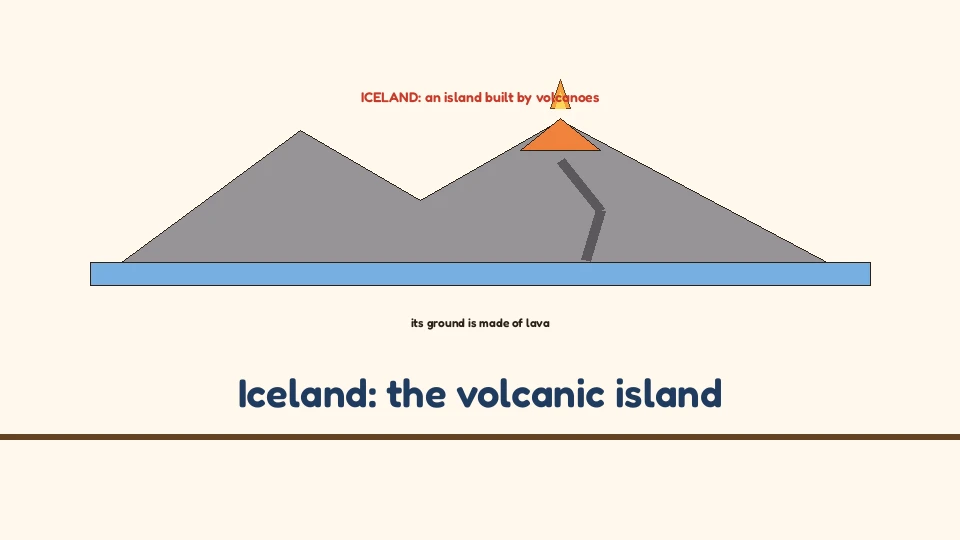 ICELAND: an island built by volcanoes
its ground is made of lava
Iceland: the volcanic island